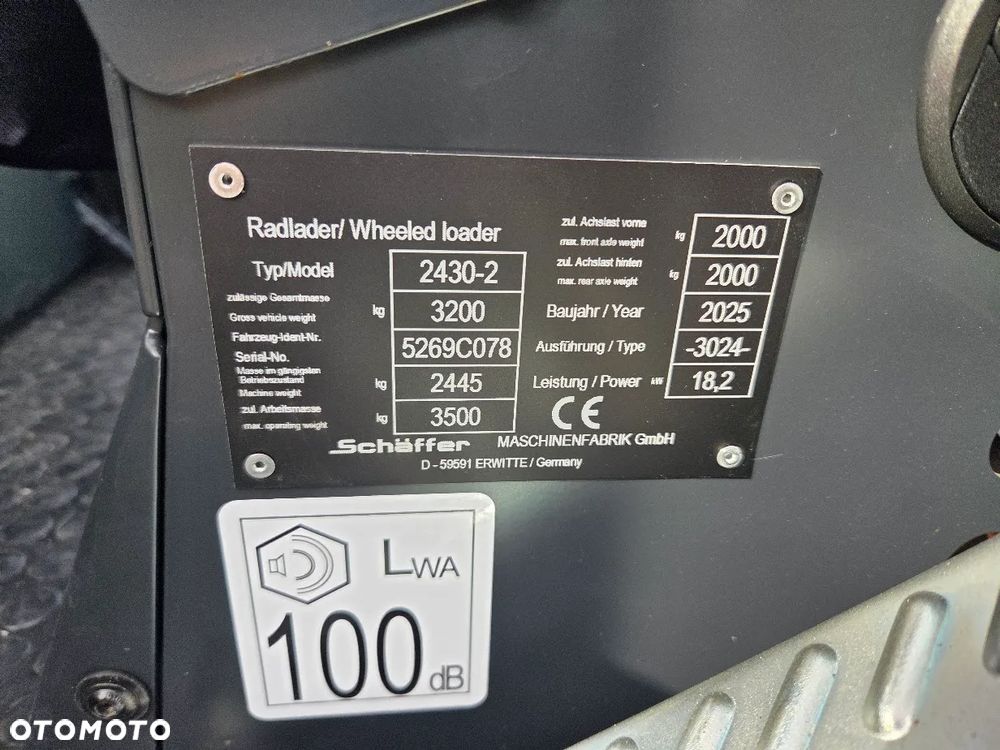 Radlader/ Wheeled loader
Typ/Model 2430-2
zulässige Gesamtmasse
Gross vehicle weight kg 3200
Fahrzeug-Ident-Nr.
Serial-No. 5269C078
Masse im gängigsten
Betriebszustand
Machine weight kg 2445
zul. Arbeitsmasse
max. operating weight kg 3500
zul. Achslast vorne
max. front axle weight kg 2000
zul. Achslast hinten
max. rear axle weight kg 2000
Baujahr / Year 2025
Ausführung / Type -3024-
Leistung / Power kW 18,2
CE
Schäffer MASCHINENFABRIK GmbH
D - 59591 ERWITTE / Germany
LWA
100 dB
OTOMOTO